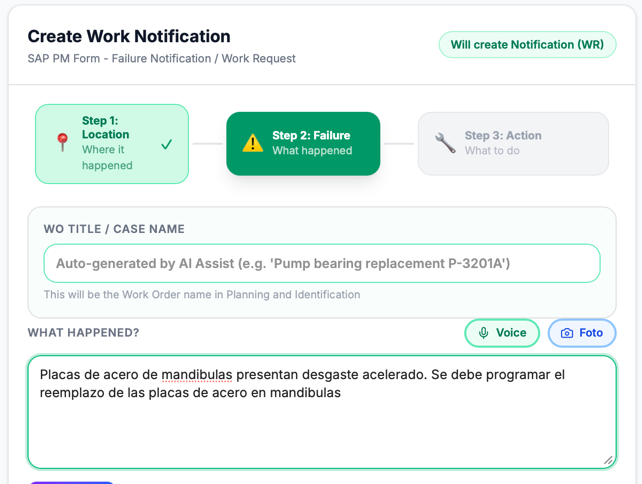 Create Work Notification
SAP PM Form - Failure Notification / Work Request
Will create Notification (WR)
Step 1:
Location
Where it
happened
Step 2: Failure
What happened
Step 3: Action
What to do
WO TITLE / CASE NAME
Auto-generated by AI Assist (e.g. 'Pump bearing replacement P-3201A')
This will be the Work Order name in Planning and Identification
WHAT HAPPENED?
Voice
Foto
Placas de acero de mandibulas presentan desgaste acelerado. Se debe programar el
reemplazo de las placas de acero en mandibulas